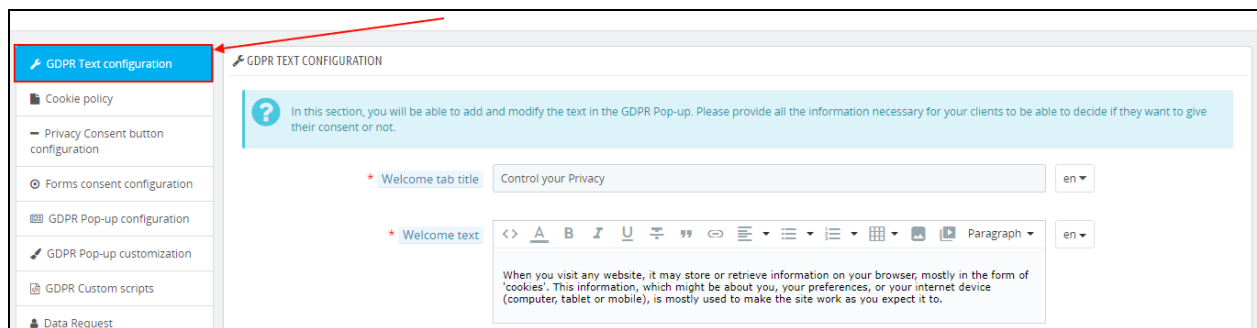 GDPR Text configuration
Cookie policy
Privacy Consent button
configuration
Forms consent configuration
GDPR Pop-up configuration
GDPR Pop-up customization
GDPR Custom scripts
Data Request
GDPR TEXT CONFIGURATION
In this section, you will be able to add and modify the text in the GDPR Pop-up. Please provide all the information necessary for your clients to be able to decide if they want to give
their consent or not.
* Welcome tab title Control your Privacy en
* Welcome text Paragraph en
When you visit any website, it may store or retrieve information on your browser, mostly in the form of
'cookies'. This information, which might be about you, your preferences, or your internet device
(computer, tablet or mobile), is mostly used to make the site work as you expect it to.